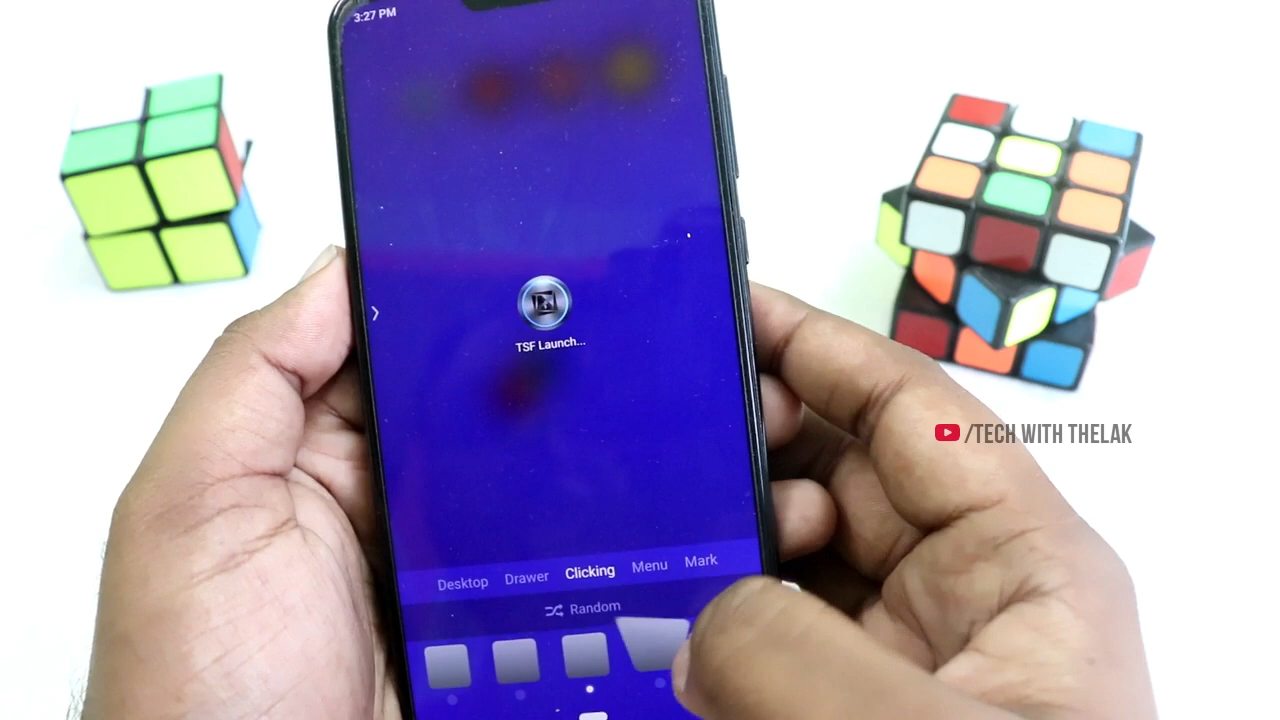 3:27 PM
TSF Launch...
/TECH WITH THELAK
Desktop Drawer Clicking Menu Mark
Random